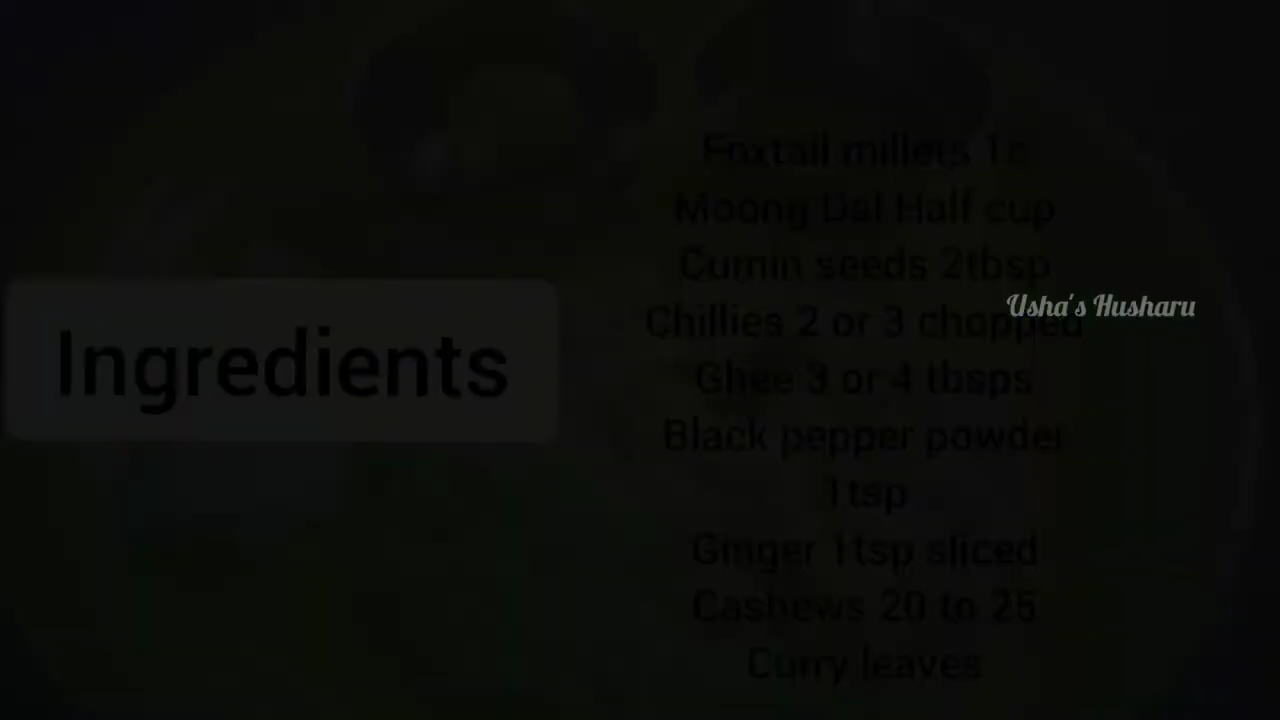 Ingredients
Foxtail millets 1c
Moong Dal Half cup
Cumin seeds 2tbsp
Usha's Husharu
Chillies 2 or 3 chopped
Ghee 3 or 4 tbsps
Black pepper powder
1tsp
Ginger 1tsp sliced
Cashews 20 to 25
Curry leaves